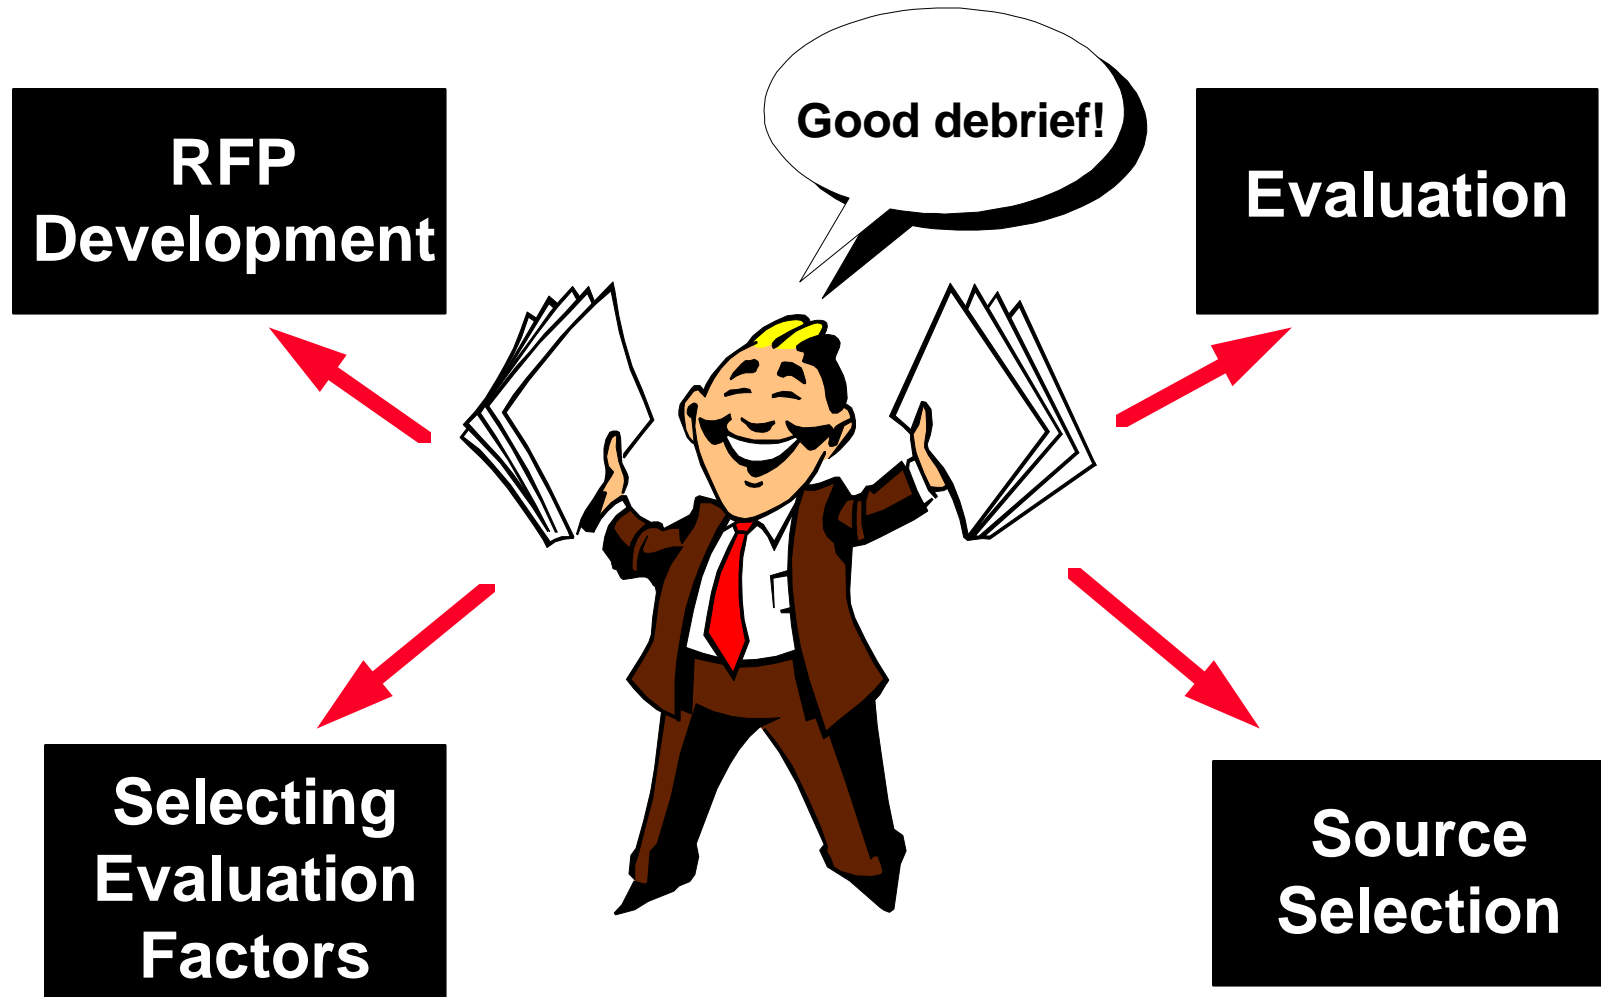 Good debrief!
RFP
Development
Evaluation
Selecting
Evaluation
Factors
Source
Selection